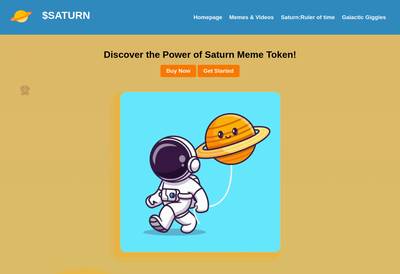 $SATURN
Homepage Memes & Videos Saturn:Ruler of time Galactic Giggles
Discover the Power of Saturn Meme Token!
Buy Now Get Started